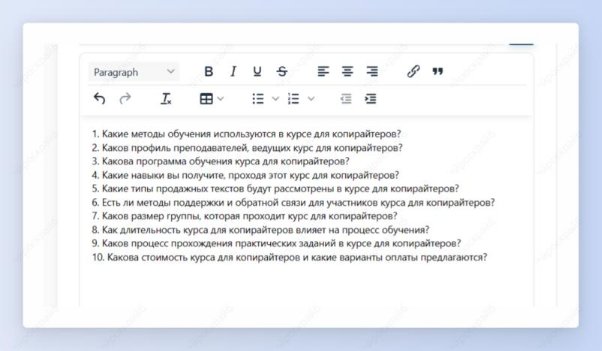 Paragraph
B I U S
1. Какие методы обучения используются в курсе для копирайтеров?
2. Каков профиль преподавателей, ведущих курс для копирайтеров?
3. Какова программа обучения курса для копирайтеров?
4. Какие навыки вы получите, проходя этот курс для копирайтеров?
5. Какие типы продажных текстов будут рассмотрены в курсе для копирайтеров?
6. Есть ли методы поддержки и обратной связи для участников курса для копирайтеров?
7. Каков размер группы, которая проходит курс для копирайтеров?
8. Как длительность курса для копирайтеров влияет на процесс обучения?
9. Каков процесс прохождения практических заданий в курсе для копирайтеров?
10. Какова стоимость курса для копирайтеров и какие варианты оплаты предлагаются?